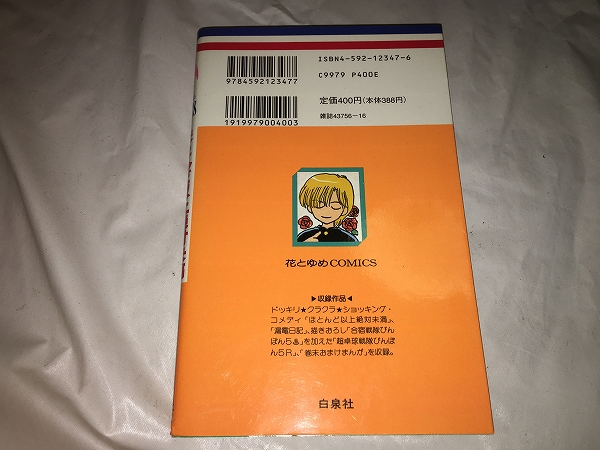 ISBN4-592-12347-6
C9979 P400E
9784592123477
定価400円(本体388円)
雑誌43756-16
1919979004003
花とゆめCOMICS
▶収録作品◀
ドッキリ★クラクラ★ショッキング・
コメディ「ほとんど以上絶対未満」、
「漏電日記」、描きおろし「合宿戦隊ぴん
ぽん5♨」を加えた「超卓球戦隊ぴんぽ
ん5R」、「巻末おまけまんが」を収録。
白泉社